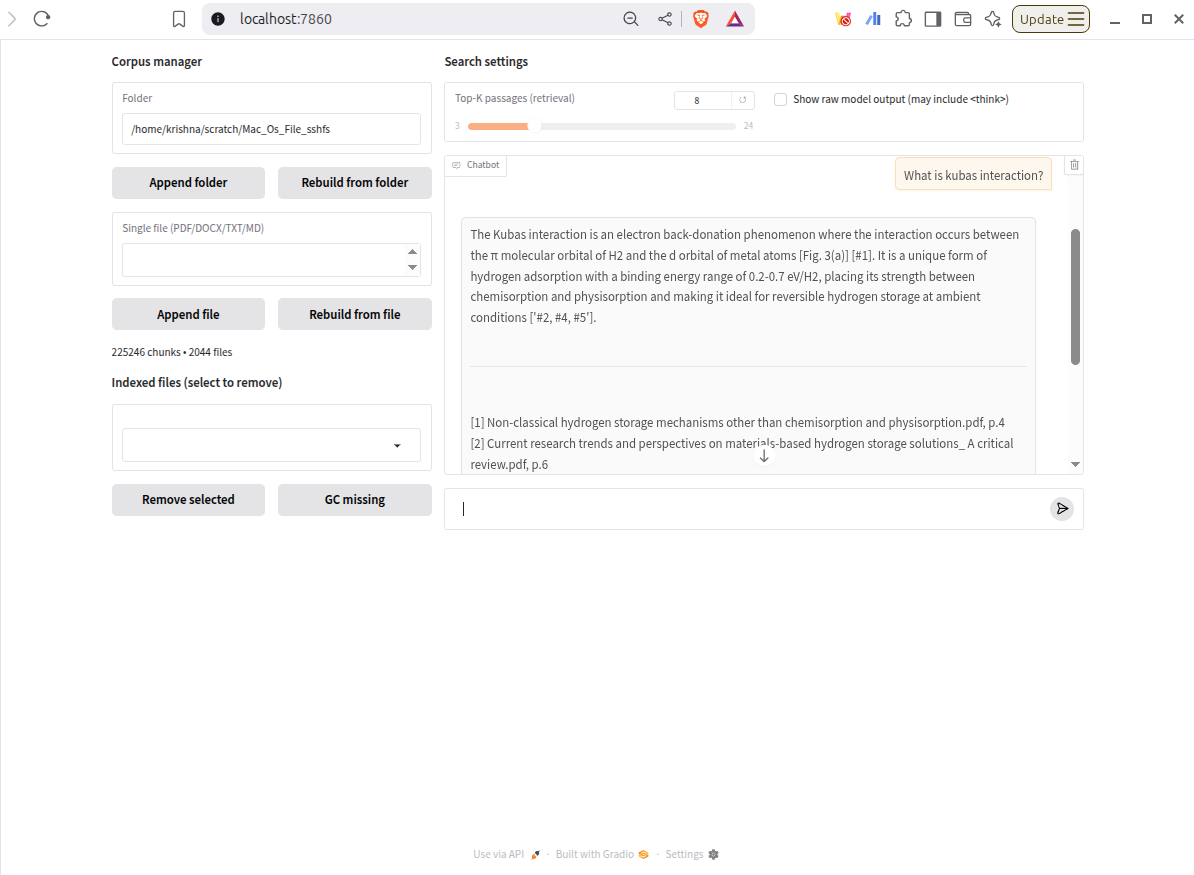 localhost:7860
Update
Corpus manager
Folder
/home/krishna/scratch/Mac_Os_File_sshfs
Append folder
Rebuild from folder
Single file (PDF/DOCX/TXT/MD)
Append file
Rebuild from file
225246 chunks • 2044 files
Indexed files (select to remove)
Remove selected
GC missing
Search settings
Top-K passages (retrieval)
8
3
24
Show raw model output (may include <think>)
Chatbot
What is kubas interaction?
The Kubas interaction is an electron back-donation phenomenon where the interaction occurs between
the π molecular orbital of H2 and the d orbital of metal atoms [Fig. 3(a)] [#1]. It is a unique form of
hydrogen adsorption with a binding energy range of 0.2-0.7 eV/H2, placing its strength between
chemisorption and physisorption and making it ideal for reversible hydrogen storage at ambient
conditions ['#2, #4, #5'].
[1] Non-classical hydrogen storage mechanisms other than chemisorption and physisorption.pdf, p.4
[2] Current research trends and perspectives on materials-based hydrogen storage solutions_ A critical
review.pdf, p.6
Use via API · Built with Gradio · Settings